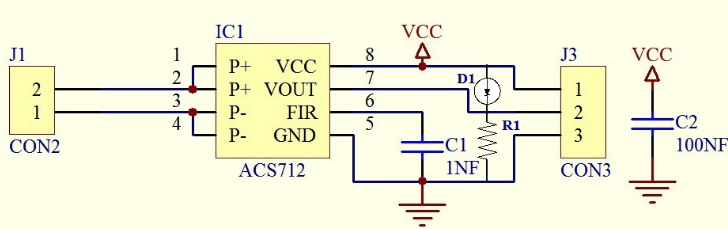 IC1
VCC
J1
1
P+
VCC
8
J3
VCC
2
2
P+
VOUT
7
D1
1
1
3
P-
FIR
6
R1
2
4
P-
GND
5
C1
3
C2
CON2
ACS712
1NF
CON3
100NF